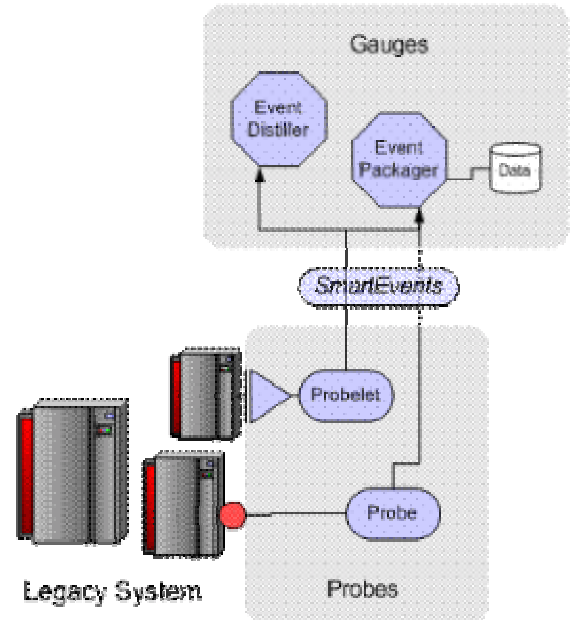 Gauges
Event
Distiller
Event
Packager
Data
SmartEvents
Probelet
Probe
Legacy System
Probes